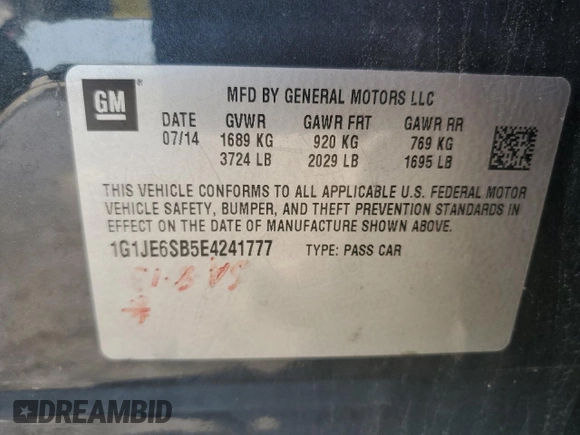 GM
MFD BY GENERAL MOTORS LLC
DATE GVWR GAWR FRT GAWR RR
07/14 1689 KG 920 KG 769 KG
3724 LB 2029 LB 1695 LB
THIS VEHICLE CONFORMS TO ALL APPLICABLE U.S. FEDERAL MOTOR
VEHICLE SAFETY, BUMPER, AND THEFT PREVENTION STANDARDS IN
EFFECT ON THE DATE OF MANUFACTURE SHOWN ABOVE.
1G1JE6SB5E4241777 TYPE: PASS CAR
DREAMBID